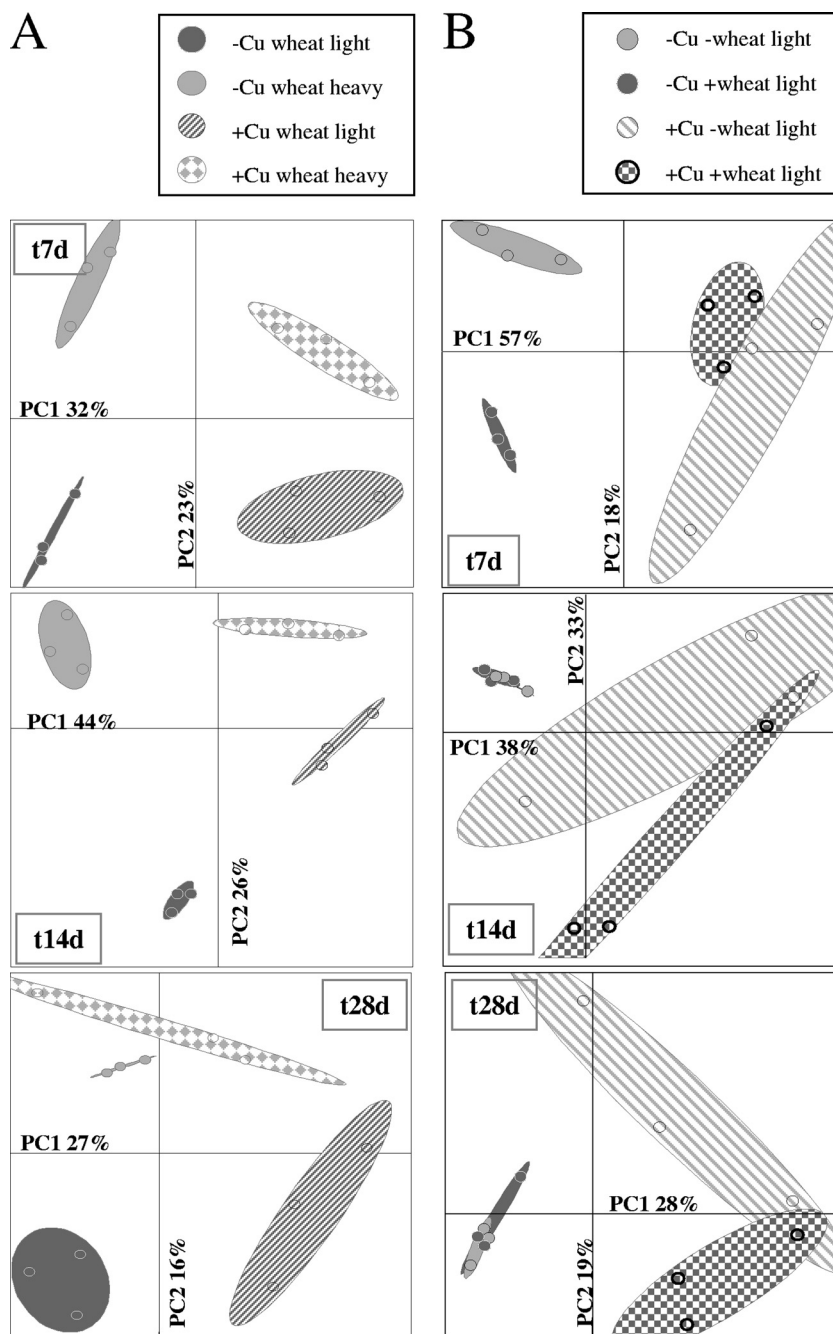 A
-Cu wheat light
-Cu wheat heavy
+Cu wheat light
+Cu wheat heavy
t7d
PC1 32%
PC2 23%
PC1 44%
PC2 26%
t14d
t28d
PC1 27%
PC2 16%
B
-Cu -wheat light
-Cu +wheat light
+Cu -wheat light
+Cu +wheat light
PC1 57%
PC2 18%
t7d
PC2 33%
PC1 38%
t14d
t28d
PC1 28%
PC2 19%